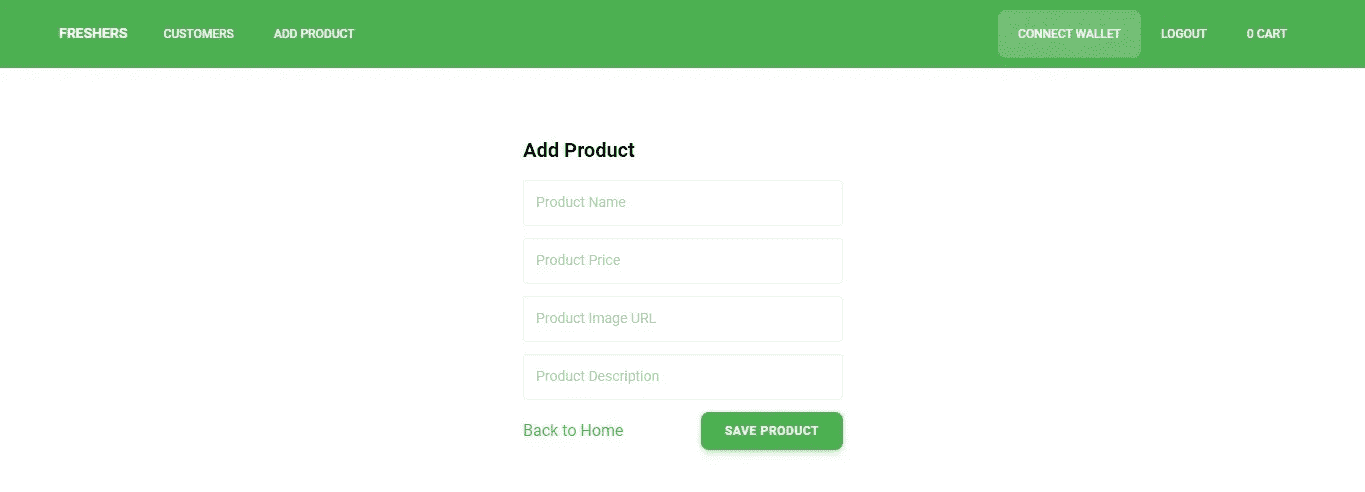 FRESHERS CUSTOMERS ADD PRODUCT CONNECT WALLET LOGOUT 0 CART
Add Product
Product Name
Product Price
Product Image URL
Product Description
Back to Home SAVE PRODUCT